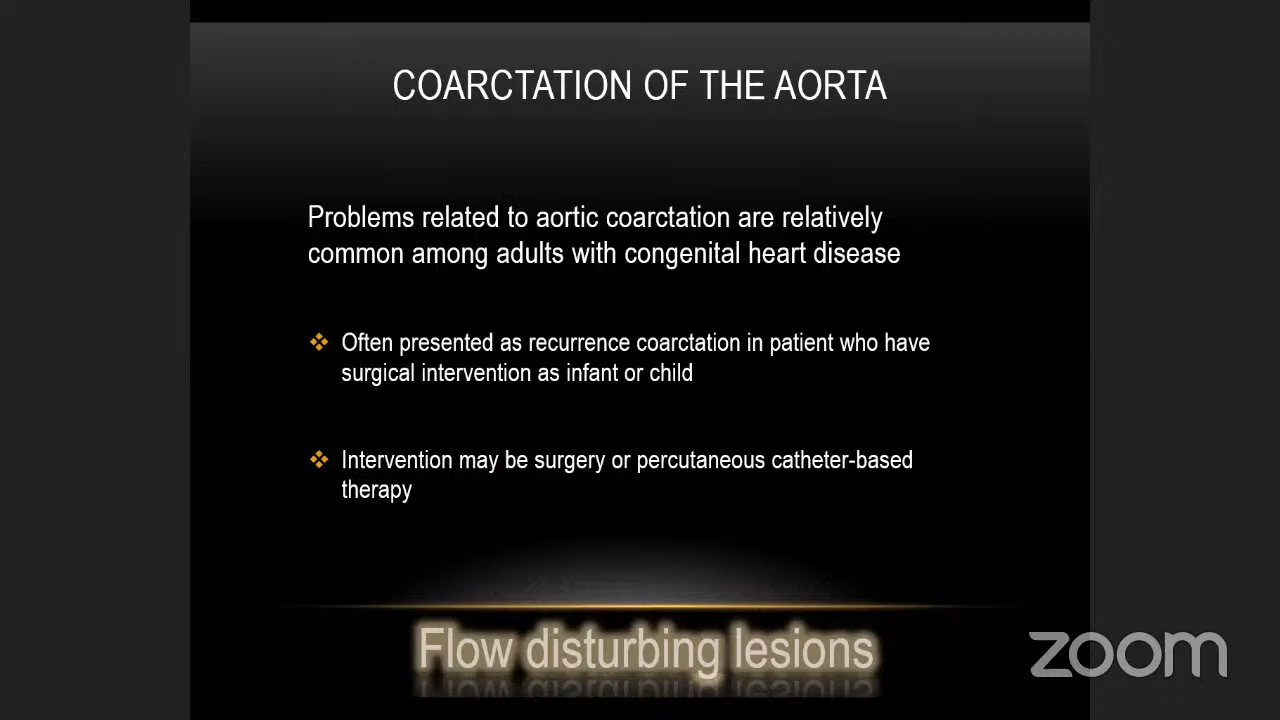 COARCTATION OF THE AORTA
Problems related to aortic coarctation are relatively
common among adults with congenital heart disease
Often presented as recurrence coarctation in patient who have
surgical intervention as infant or child
Intervention may be surgery or percutaneous catheter-based
therapy
Flow disturbing lesions
zoom